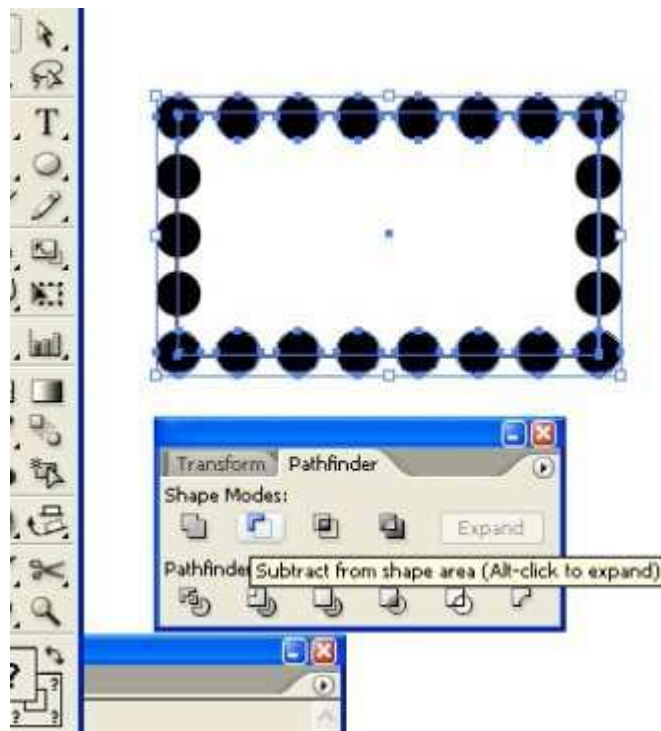 T
Transform Pathfinder
Shape Modes:
Expand
Pathfinder
Subtract from shape area (Alt-click to expand)
? ?
? ?